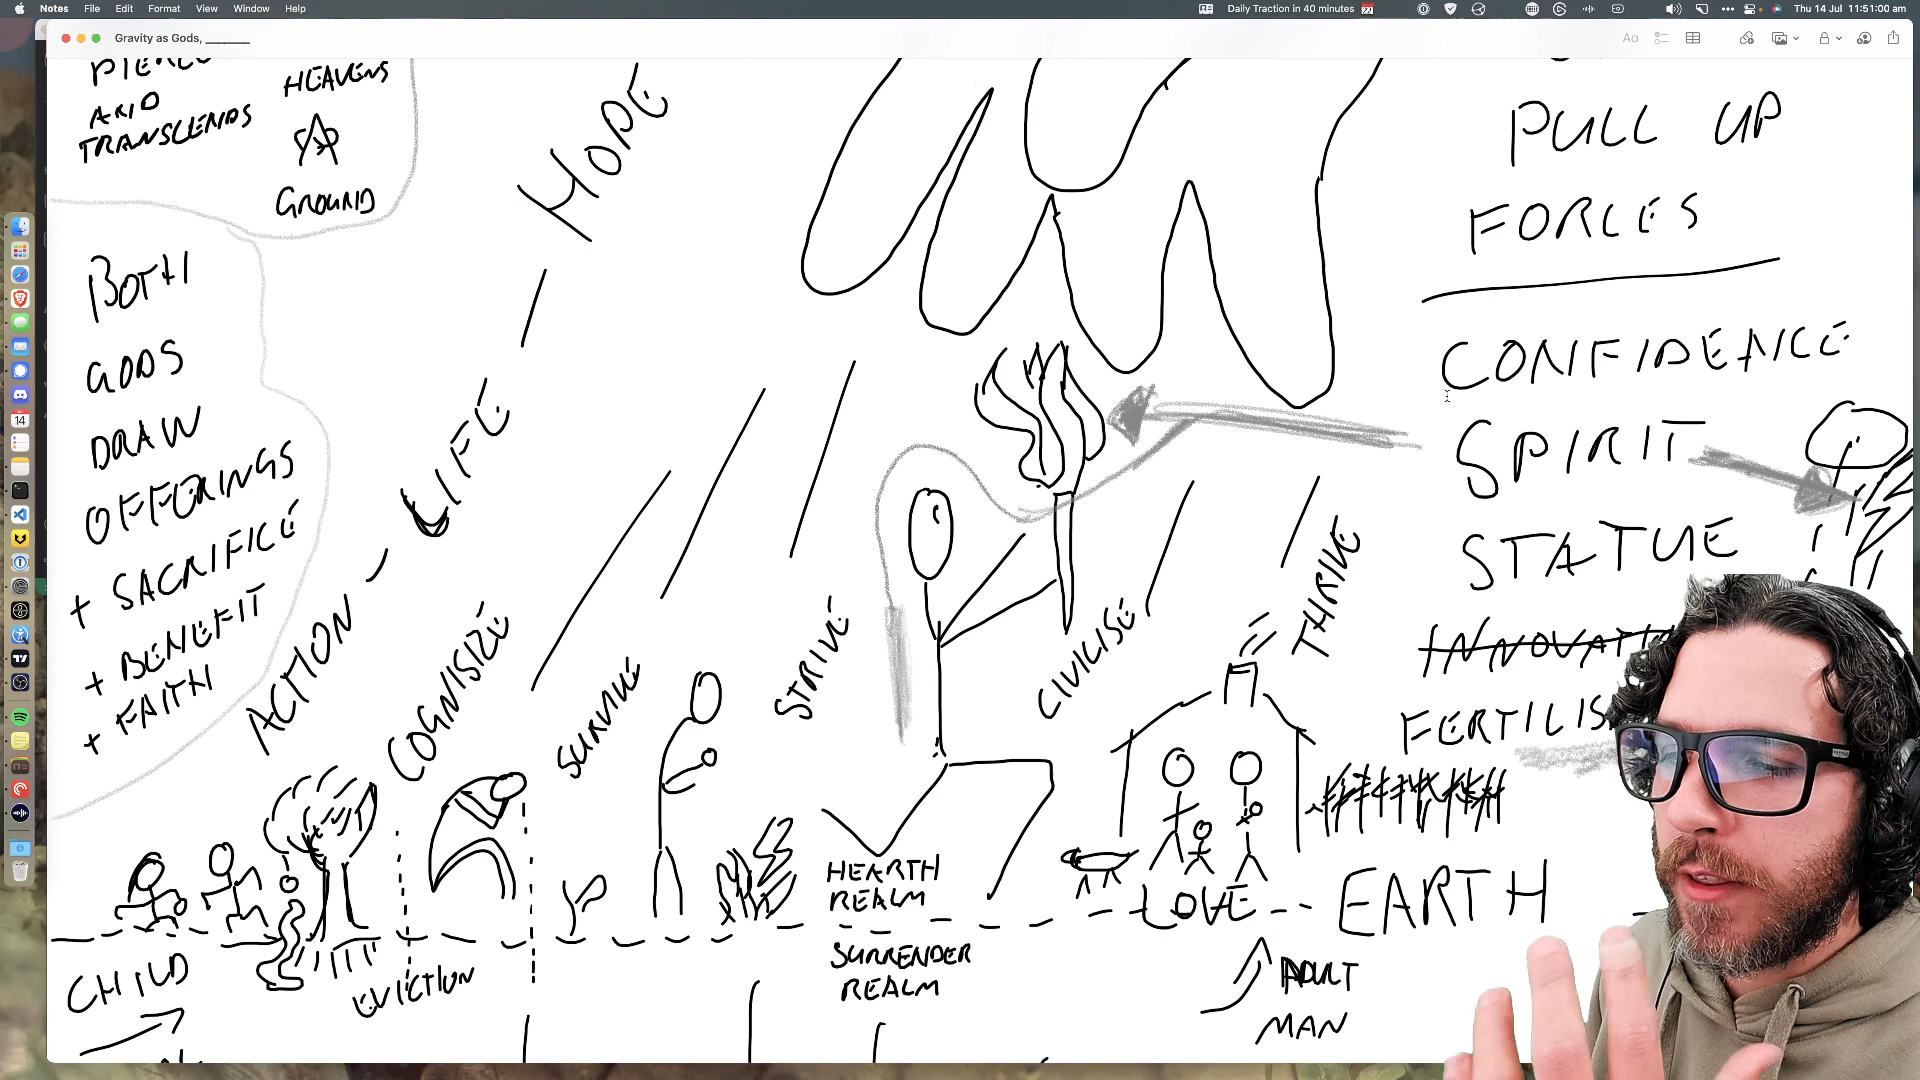 Notes File Edit Format View Window Help
Daily Traction in 40 minutes
Thu 14 Jul 11:51:00 am
Gravity as Gods, _______
AND
TRANSCENDS
HEAVENS
GROUND
BOTH
GODS
DRAW
OFFERINGS
+ SACRIFICE
+ BENEFIT
+ FAITH
HOPE
LIFE
ACTION
COGNISIZE
SURVIVE
STRIVE
CIVILISE
THRIVE
PULL UP
FORCES
CONFIDENCE
SPIRIT
STATUE
INNOVATI
FERTILIS
HEARTH
REALM
LOVE
EARTH
SURRENDER
REALM
CHILD
EVICTION
ADULT
MAN